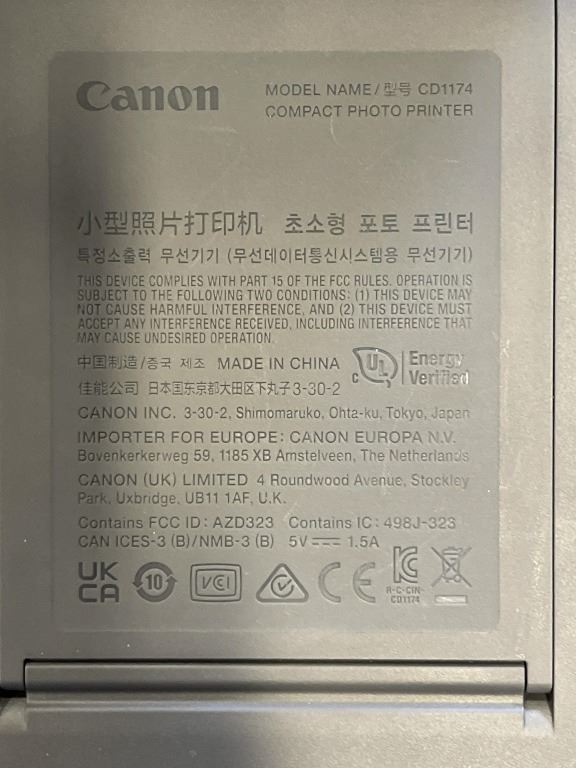 Canon
MODEL NAME/型号 CD1174
COMPACT PHOTO PRINTER
小型照片打印机 초소형 포토 프린터
특정소출력 무선기기 (무선데이터통신시스템용 무선기기)
THIS DEVICE COMPLIES WITH PART 15 OF THE FCC RULES. OPERATION IS
SUBJECT TO THE FOLLOWING TWO CONDITIONS: (1) THIS DEVICE MAY
NOT CAUSE HARMFUL INTERFERENCE, AND (2) THIS DEVICE MUST
ACCEPT ANY INTERFERENCE RECEIVED, INCLUDING INTERFERENCE THAT
MAY CAUSE UNDESIRED OPERATION.
中国制造/중국 제조 MADE IN CHINA
c UL Energy
Verified
佳能公司 日本国东京都大田区下丸子3-30-2
CANON INC. 3-30-2, Shimomaruko, Ohta-ku, Tokyo, Japan
IMPORTER FOR EUROPE: CANON EUROPA N.V.
Bovenkerkerweg 59, 1185 XB Amstelveen, The Netherlands
CANON (UK) LIMITED 4 Roundwood Avenue, Stockley
Park, Uxbridge, UB11 1AF, U.K.
Contains FCC ID: AZD323 Contains IC: 498J-323
CAN ICES-3 (B)/NMB-3 (B) 5V 1.5A
UK
CA
10
VCI
CE
KC
R-C-CIN-
CD1174